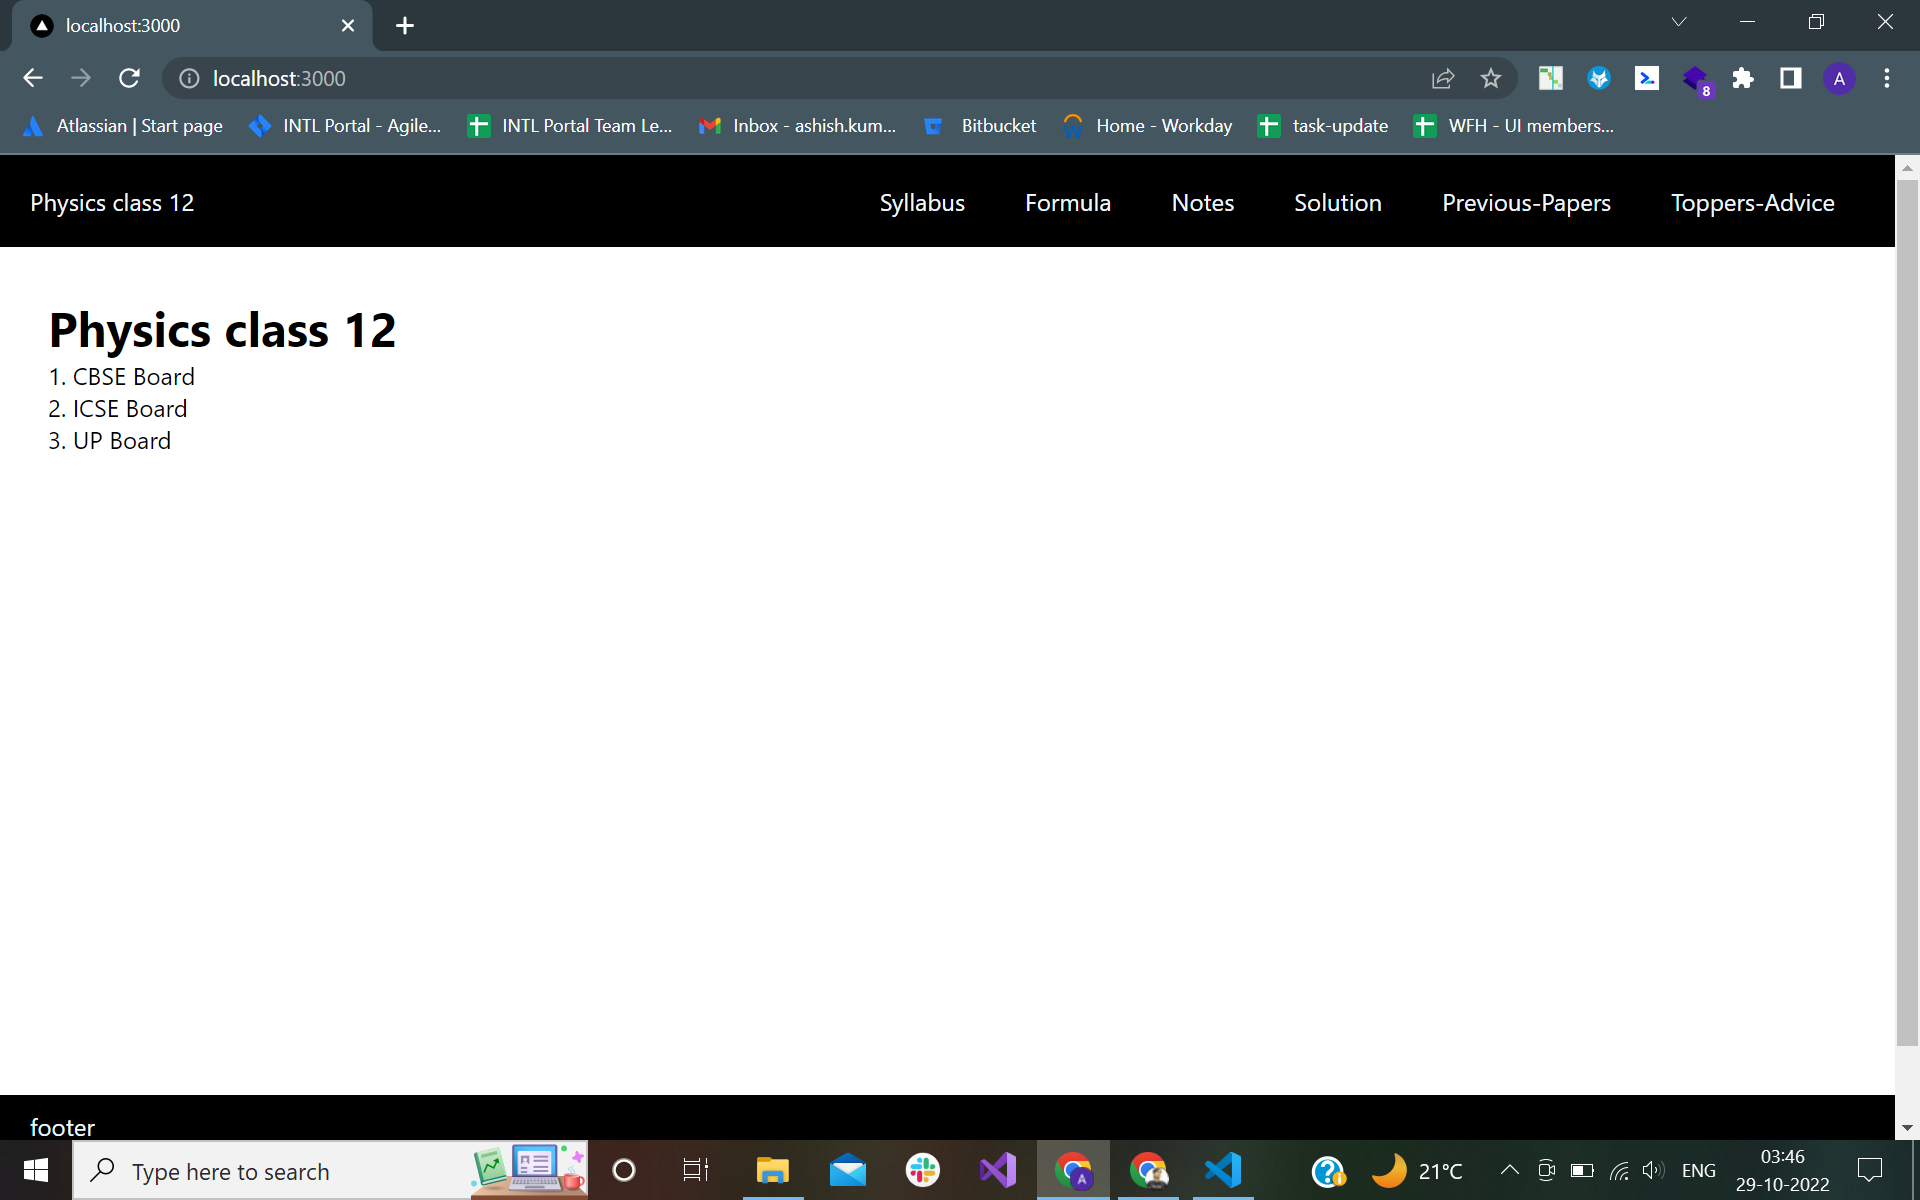 localhost:3000
localhost:3000
8
A
Atlassian | Start page INTL Portal - Agile... INTL Portal Team Le... Inbox - ashish.kum... Bitbucket Home - Workday task-update WFH - UI members...
Physics class 12 Syllabus Formula Notes Solution Previous-Papers Toppers-Advice
Physics class 12
1. CBSE Board
2. ICSE Board
3. UP Board
footer
Type here to search
A
21°C
ENG
03:46
29-10-2022